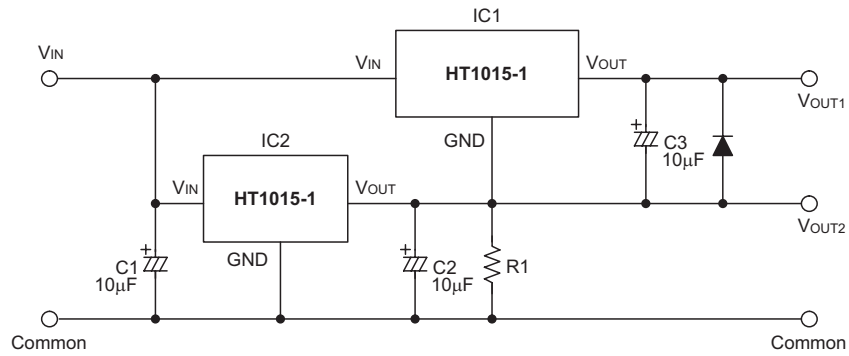 IC1
VIN
VIN
HT1015-1
VOUT
VOUT1
GND
C3
10μF
IC2
VIN
HT1015-1
VOUT
VOUT2
GND
C1
10μF
C2
10μF
R1
Common
Common